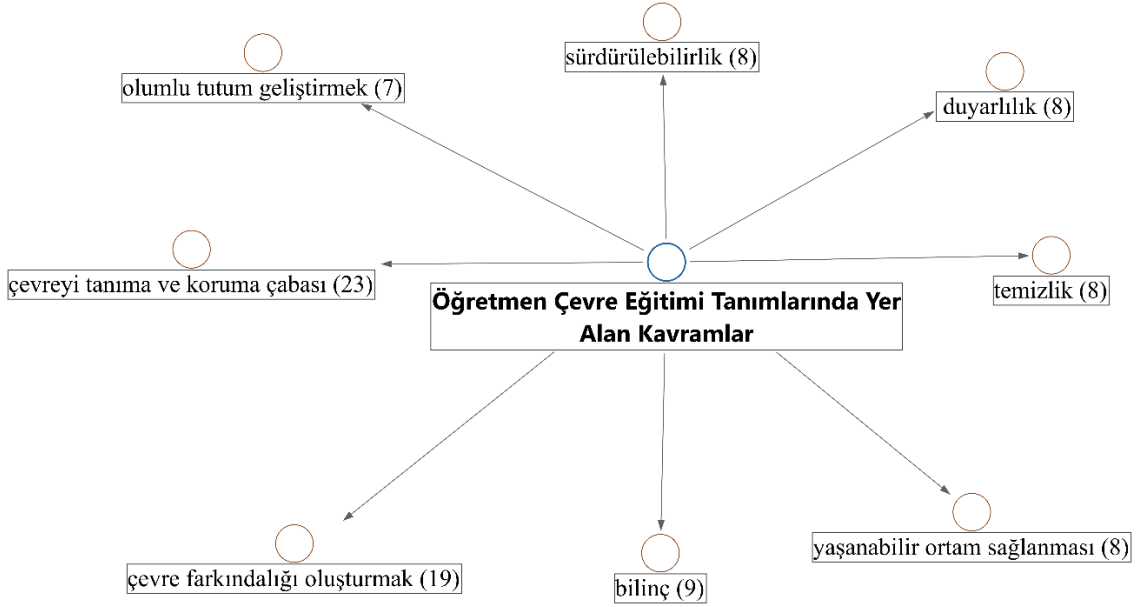 sürdürülebilirlik (8)
olumlu tutum geliştirmek (7)
duyarlılık (8)
çevreyi tanıma ve koruma çabası (23)
temizlik (8)
Öğretmen Çevre Eğitimi Tanımlarında Yer
Alan Kavramlar
yaşanabilir ortam sağlanması (8)
çevre farkındalığı oluşturmak (19)
bilinç (9)